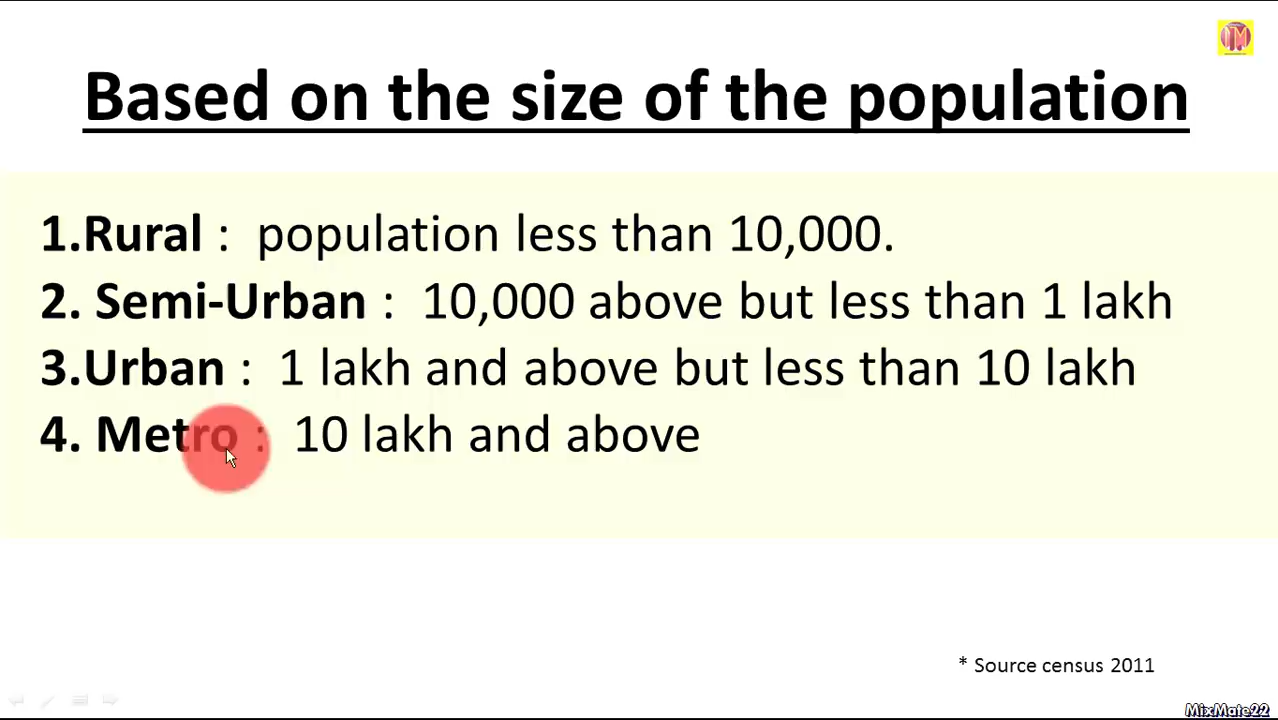 Based on the size of the population
1.Rural : population less than 10,000.
2. Semi-Urban : 10,000 above but less than 1 lakh
3.Urban : 1 lakh and above but less than 10 lakh
4. Metro : 10 lakh and above
* Source census 2011
MixMate22